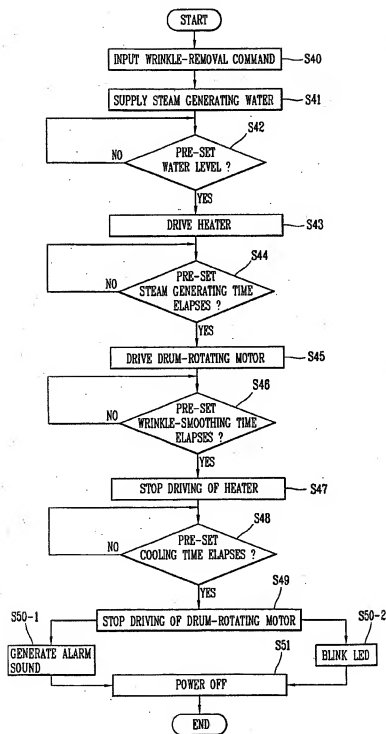 START
INPUT WRINKLE-REMOVAL COMMAND
S40
SUPPLY STEAM GENERATING WATER
S41
S42
PRE-SET
WATER LEVEL ?
NO
YES
DRIVE HEATER
S43
S44
PRE-SET
STEAM GENERATING TIME
ELAPSES ?
NO
YES
DRIVE DRUM-ROTATING MOTOR
S45
S46
PRE-SET
WRINKLE-SMOOTHING TIME
ELAPSES ?
NO
YES
STOP DRIVING OF HEATER
S47
S48
PRE-SET
COOLING TIME ELAPSES ?
NO
YES
S49
STOP DRIVING OF DRUM-ROTATING MOTOR
S50-1
GENERATE ALARM
SOUND
S50-2
BLINK LED
S51
POWER OFF
END